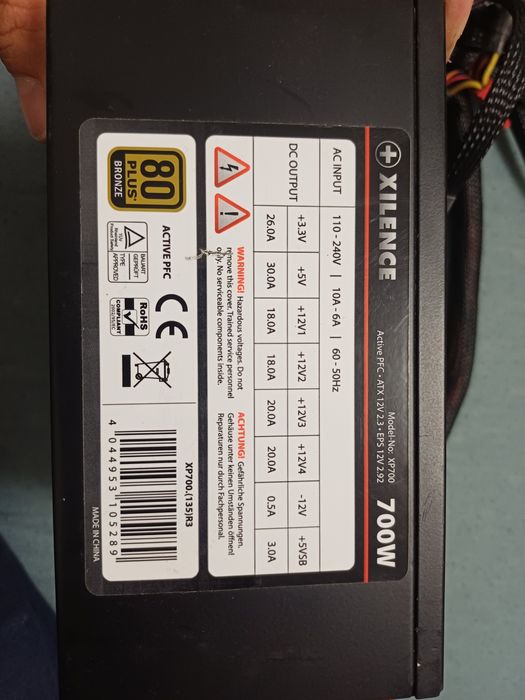 XILENCE
Model-No: XP700
700W
Active PFC • ATX 12V 2.3 • EPS 12V 2.92
AC INPUT 110 - 240V | 10A - 6A | 60 - 50Hz
DC OUTPUT +3.3V +5V +12V1 +12V2 +12V3 +12V4 -12V +5VSB
26.0A 30.0A 18.0A 18.0A 20.0A 20.0A 0.5A 3.0A
WARNING! Hazardous voltages. Do not
remove this cover. Trained service personnel
only. No serviceable components inside.
ACHTUNG! Gefährliche Spannungen.
Gehäuse unter keinen Umständen öffnen!
Reparaturen nur durch Fachpersonal.
80
PLUS
BRONZE
ACTIVE PFC
CE
BAUART
GEPRÜFT
TYPE
APPROVED
RoHS
COMPLIANT
2002/95/EC
XP700.(135)R3
4 044953 105289
MADE IN CHINA